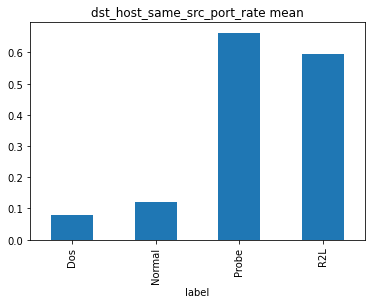 dst_host_same_src_port_rate mean
0.6
0.5
0.4
0.3
0.2
0.1
0.0
Dos
Normal
Probe
R2L
label